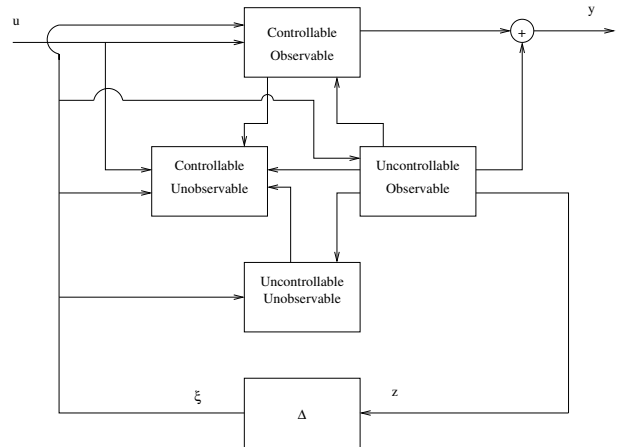 u
y
Controllable
Observable
+
Controllable
Unobservable
Uncontrollable
Observable
Uncontrollable
Unobservable
ξ
z
Δ